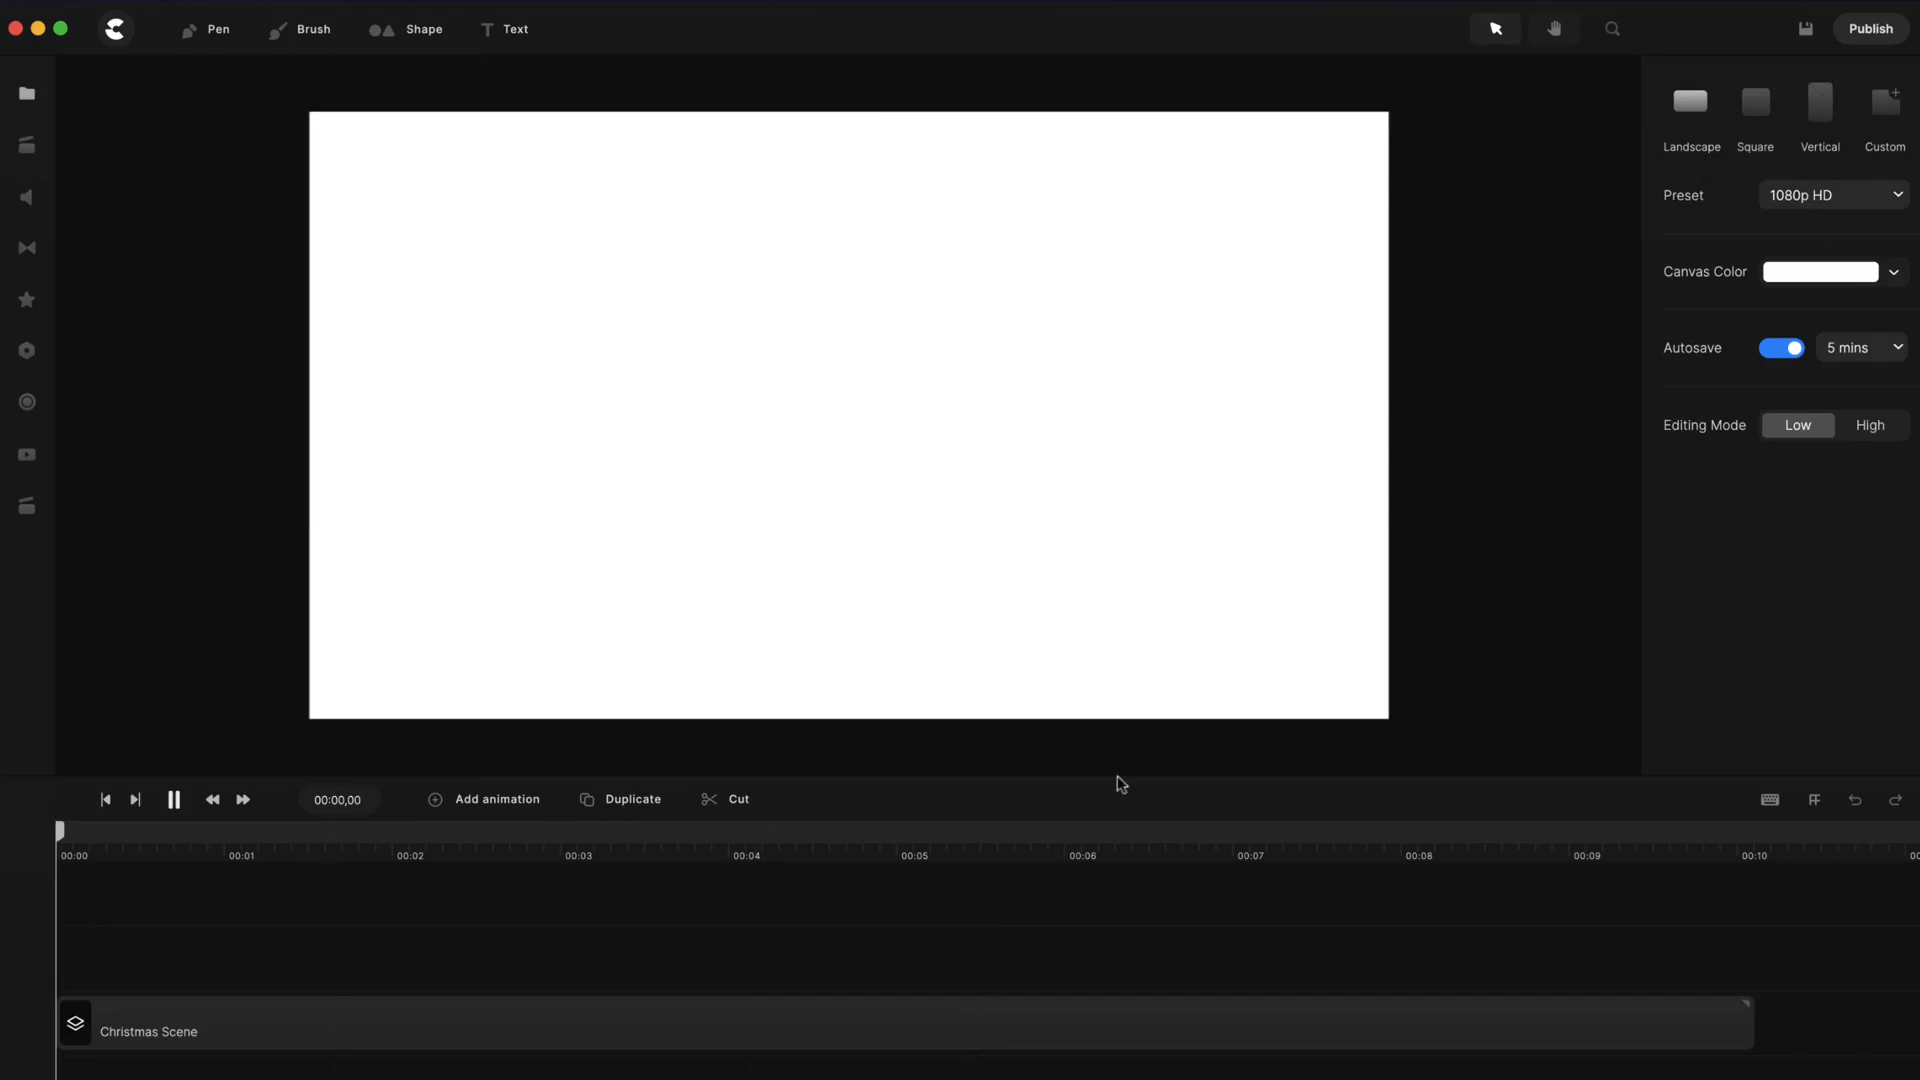 Pen Brush Shape Text Publish
Landscape Square Vertical Custom
Preset 1080p HD
Canvas Color
Autosave 5 mins
Editing Mode Low High
00:00,00 Add animation Duplicate Cut
00:00 00:01 00:02 00:03 00:04 00:05 00:06 00:07 00:08 00:09 00:10 00
Christmas Scene